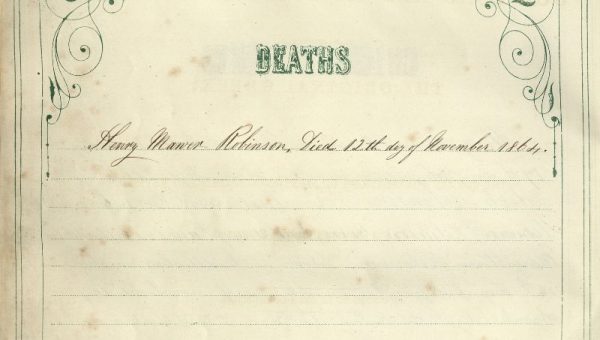 DEATHS
Henry Mawer Robinson, Died 12th day of November 1864.